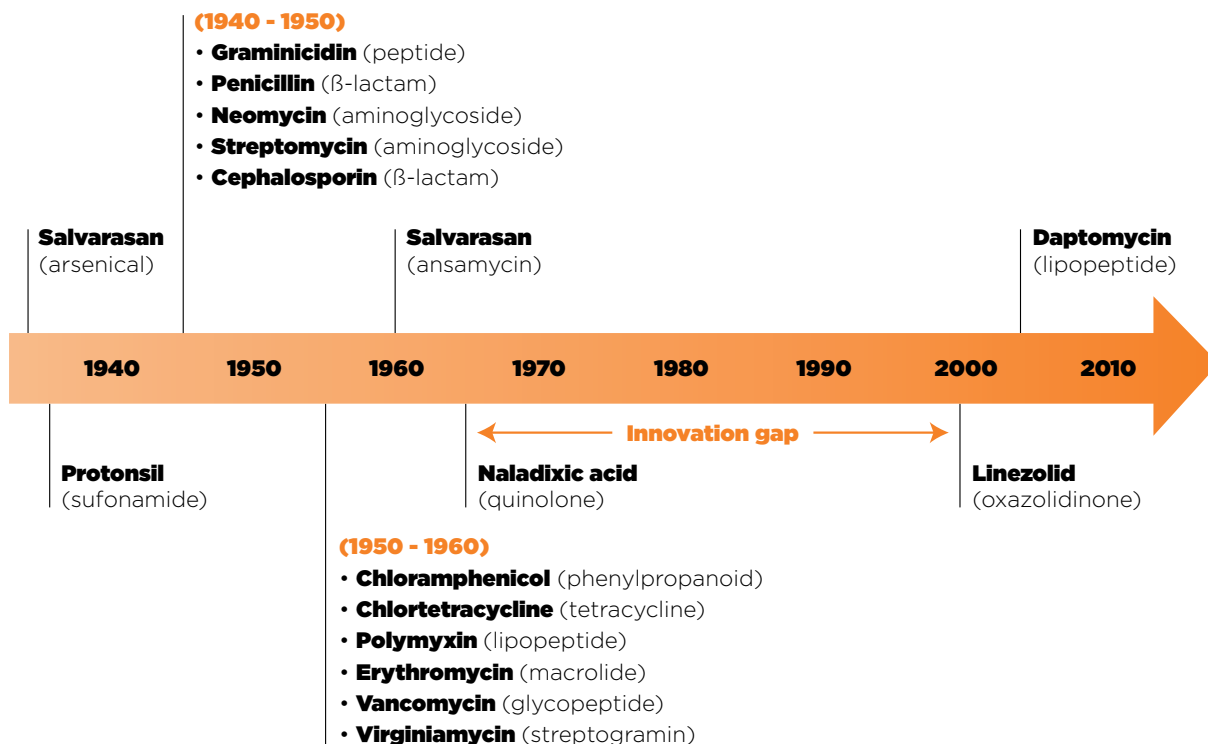 (1940 - 1950)
• Graminicidin (peptide)
• Penicillin (ß-lactam)
• Neomycin (aminoglycoside)
• Streptomycin (aminoglycoside)
• Cephalosporin (ß-lactam)
Salvarasan
(arsenical)
Salvarasan
(ansamycin)
Daptomycin
(lipopeptide)
1940 1950 1960 1970 1980 1990 2000 2010
Innovation gap
Protonsil
(sufonamide)
Naladixic acid
(quinolone)
Linezolid
(oxazolidinone)
(1950 - 1960)
• Chloramphenicol (phenylpropanoid)
• Chlortetracycline (tetracycline)
• Polymyxin (lipopeptide)
• Erythromycin (macrolide)
• Vancomycin (glycopeptide)
• Virginiamycin (streptogramin)